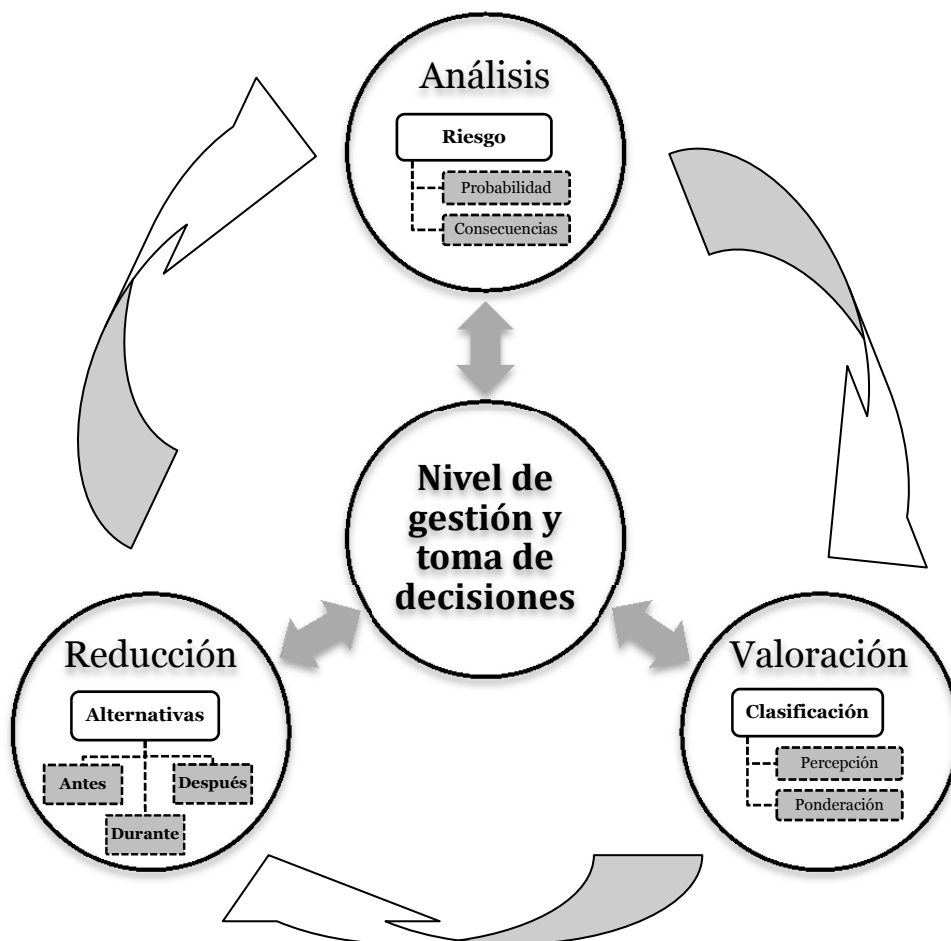 Análisis
Riesgo
Probabilidad
Consecuencias
Nivel de
gestión y
toma de
decisiones
Reducción
Alternativas
Antes
Después
Durante
Valoración
Clasificación
Percepción
Ponderación